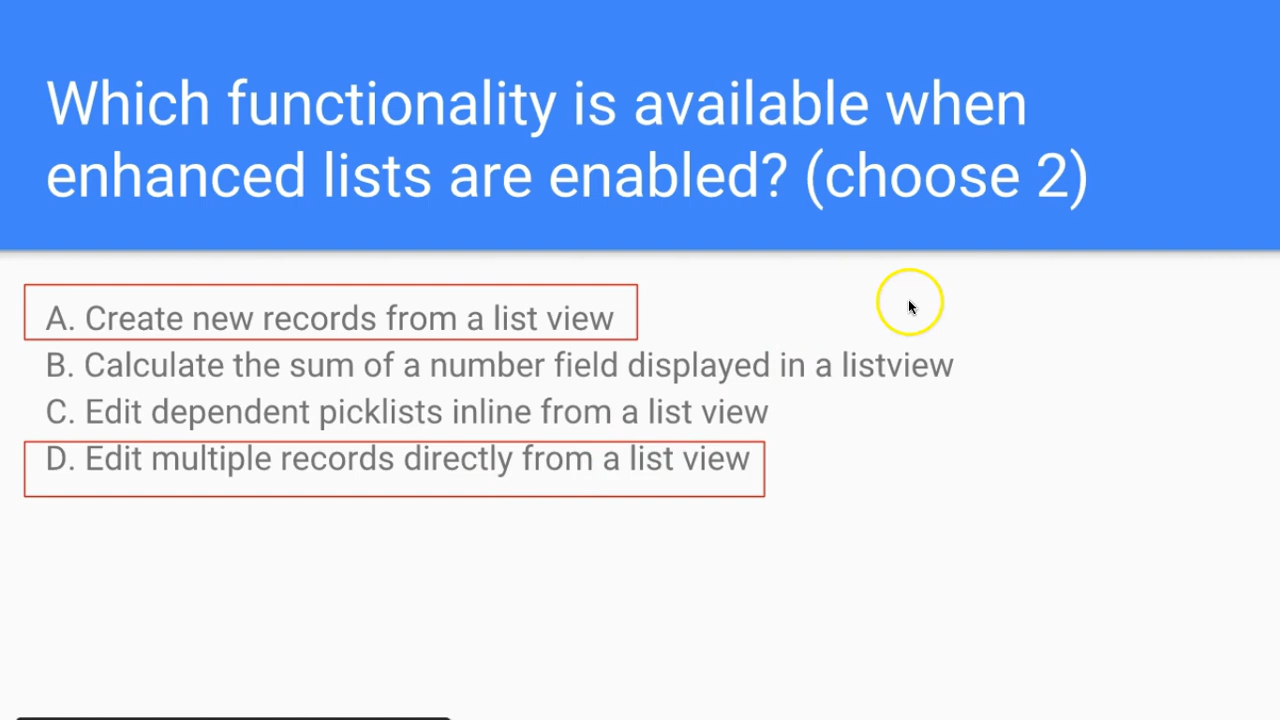 Which functionality is available when
enhanced lists are enabled? (choose 2)
A. Create new records from a list view
B. Calculate the sum of a number field displayed in a listview
C. Edit dependent picklists inline from a list view
D. Edit multiple records directly from a list view